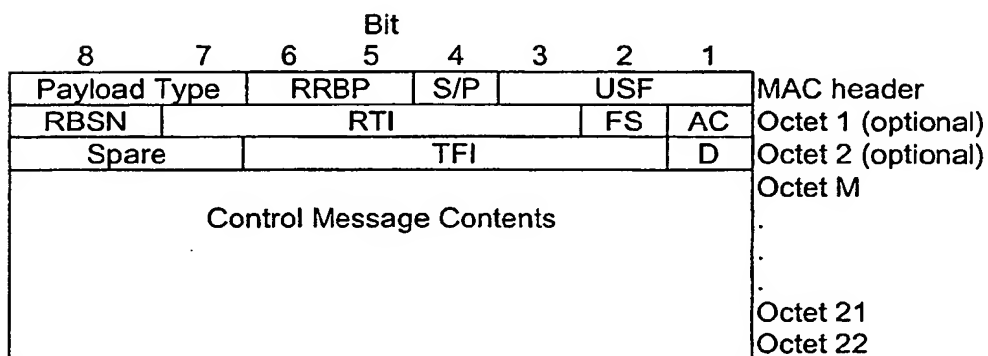 Bit
8 7 6 5 4 3 2 1
Payload Type RRBP S/P USF MAC header
RBSN RTI FS AC Octet 1 (optional)
Spare TFI D Octet 2 (optional)
Octet M
Control Message Contents .
.
.
Octet 21
Octet 22